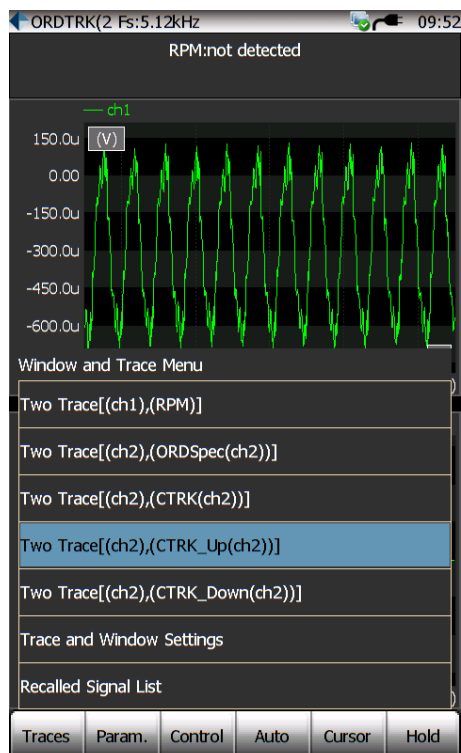 ORDTRK(2 Fs:5.12kHz 09:52
RPM:not detected
ch1
(V)
150.0u
0.00
-150.0u
-300.0u
-450.0u
-600.0u
Window and Trace Menu
Two Trace[(ch1),(RPM)]
Two Trace[(ch2),(ORDSpec(ch2))]
Two Trace[(ch2),(CTRK(ch2))]
Two Trace[(ch2),(CTRK_Up(ch2))]
Two Trace[(ch2),(CTRK_Down(ch2))]
Trace and Window Settings
Recalled Signal List
Traces Param. Control Auto Cursor Hold